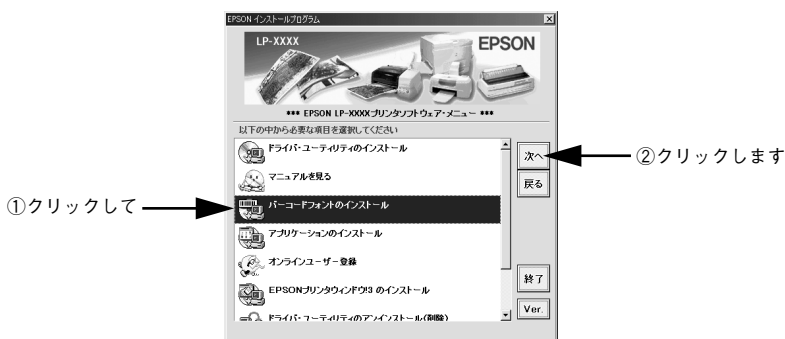 EPSON インストールプログラム
LP-XXXX
EPSON
*** EPSON LP-XXXXプリンタソフトウェア・メニュー ***
以下の中から必要な項目を選択してください
ドライバ・ユーティリティのインストール
次へ
②クリックします
マニュアルを見る
戻る
①クリックして
バーコードフォントのインストール
アプリケーションのインストール
オンラインユーザー登録
終了
EPSONプリンタウィンドウ!3 のインストール
Ver.
ドライバ・ユーティリティのアンインストール(削除)